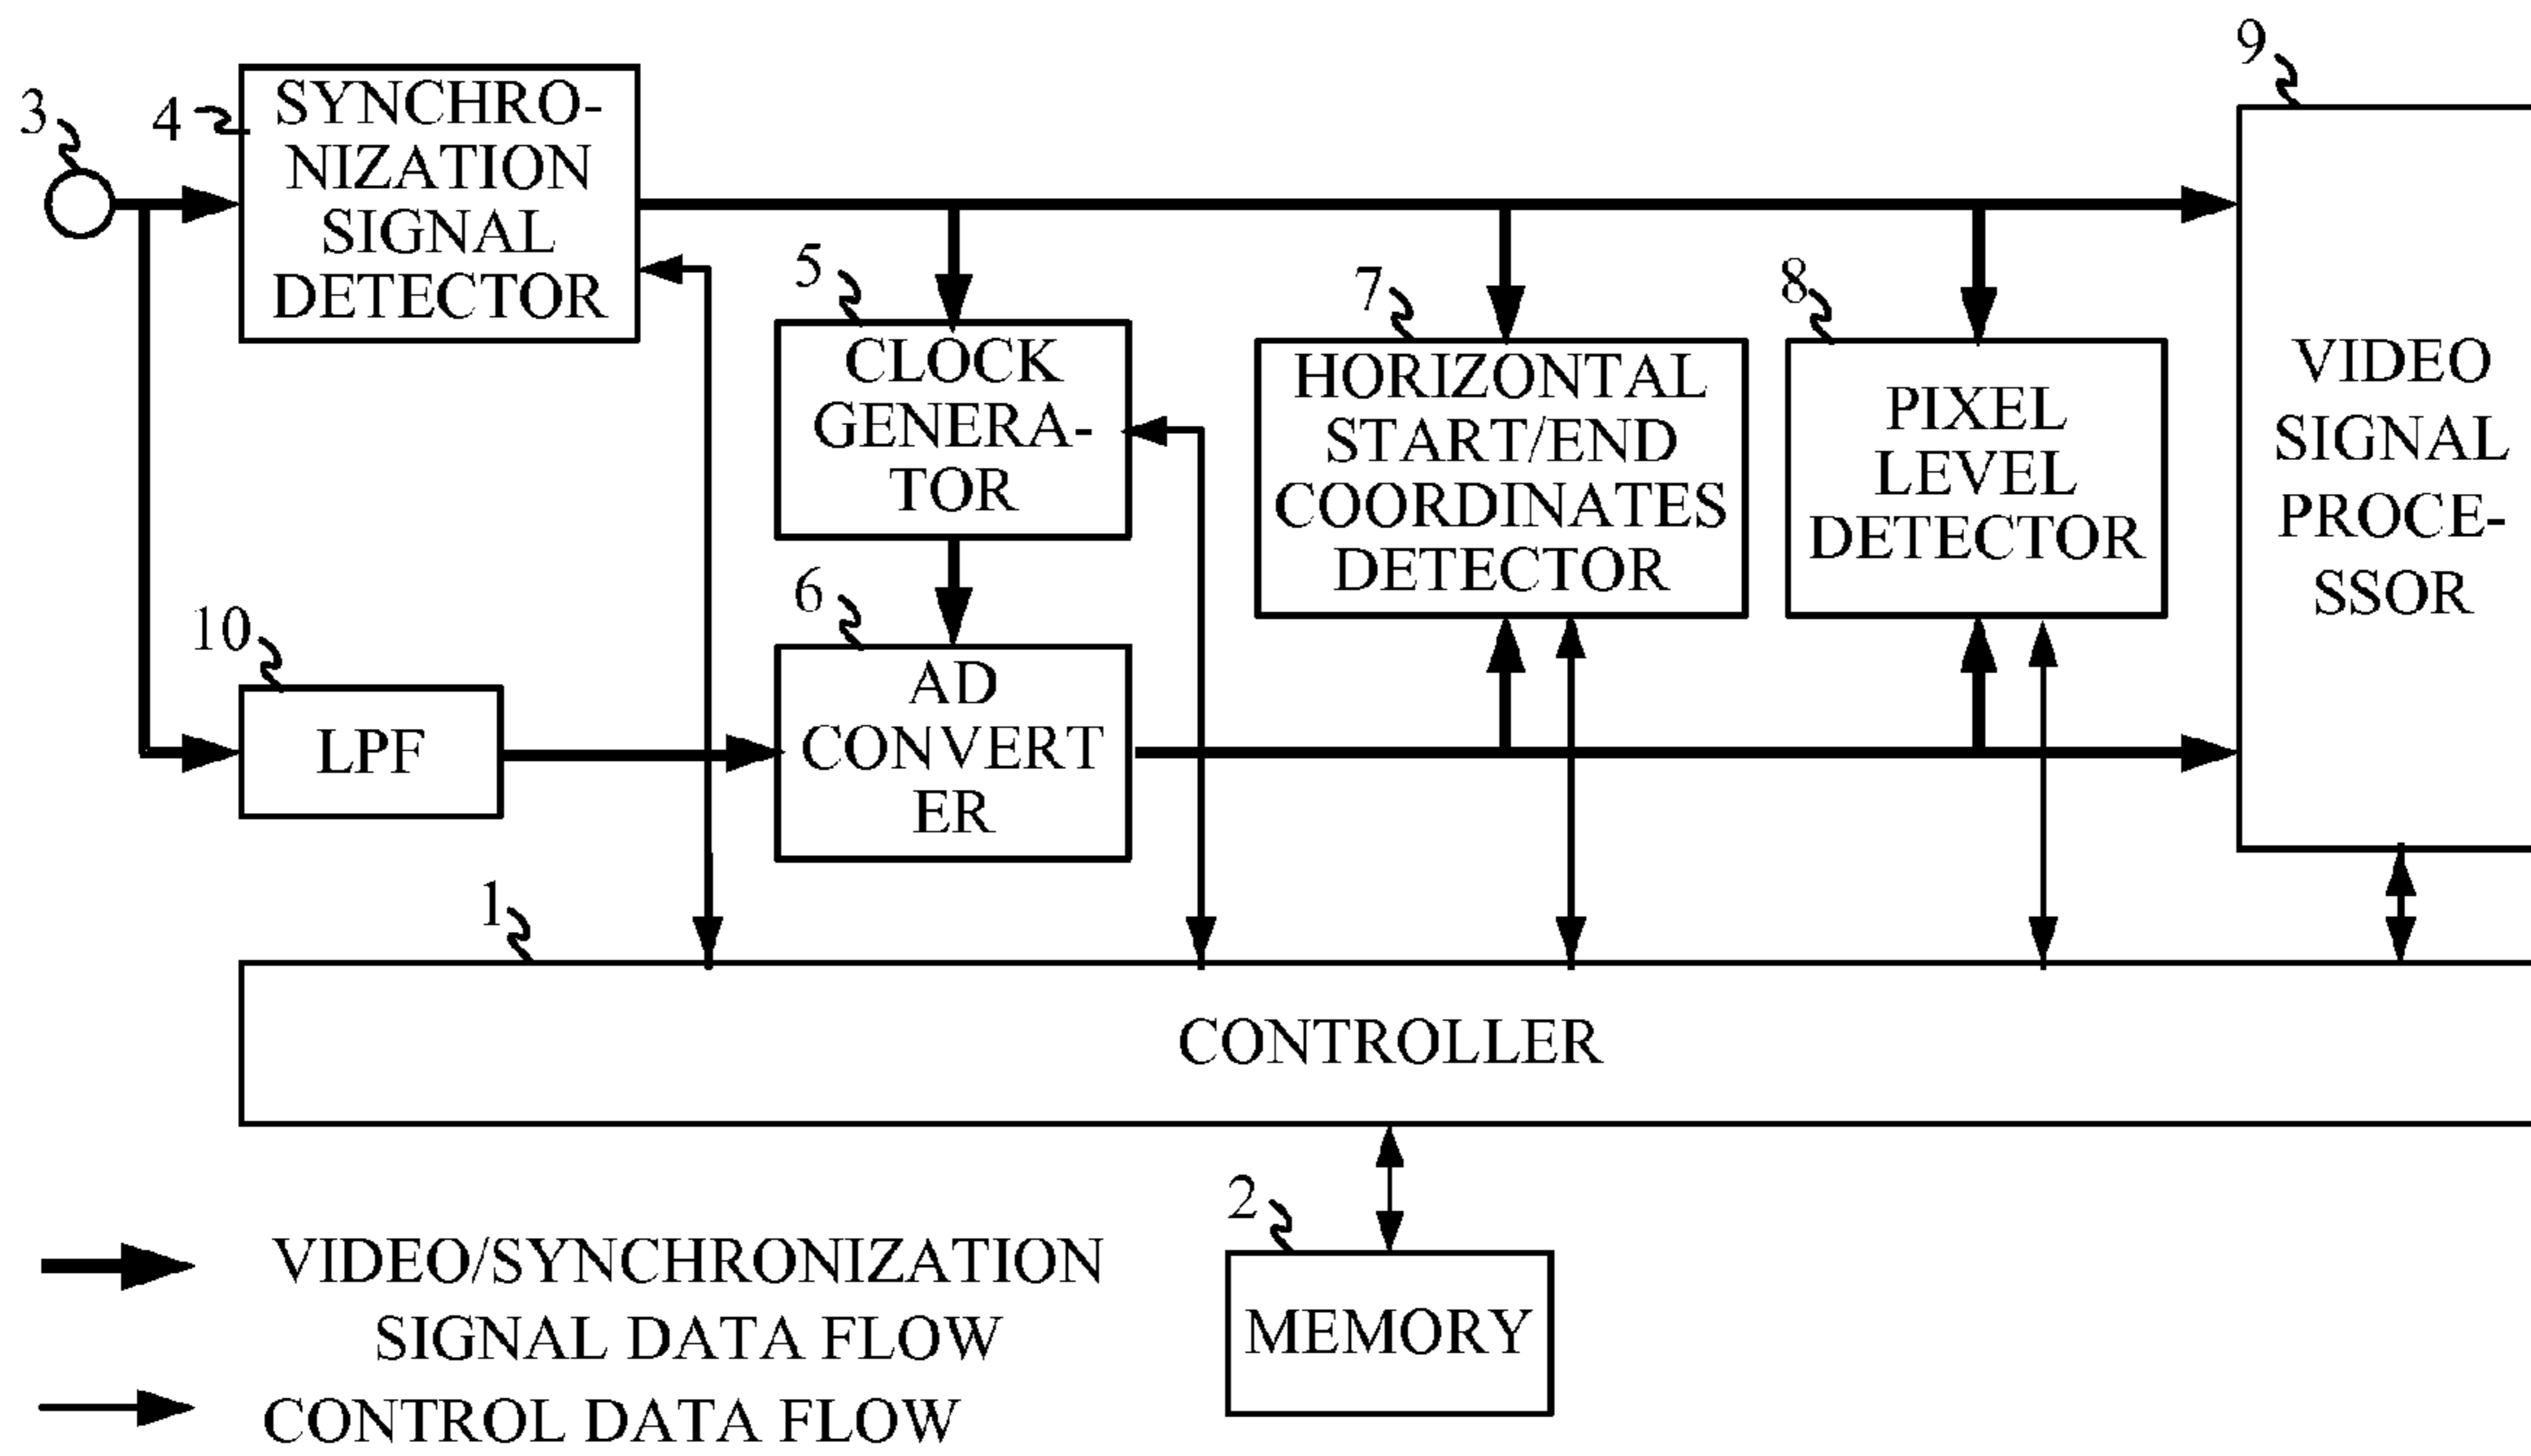 3
4
SYNCHRO-
NIZATION
SIGNAL
DETECTOR
5
CLOCK
GENERA-
TOR
6
AD
CONVERT
ER
7
HORIZONTAL
START/END
COORDINATES
DETECTOR
8
PIXEL
LEVEL
DETECTOR
9
VIDEO
SIGNAL
PROCE-
SSOR
10
LPF
1
CONTROLLER
2
MEMORY
VIDEO/SYNCHRONIZATION
SIGNAL DATA FLOW
CONTROL DATA FLOW